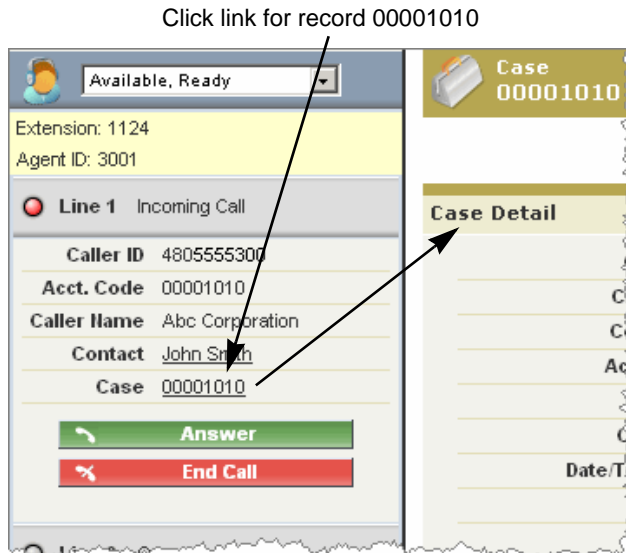 Click link for record 00001010
Available, Ready
Extension: 1124
Agent ID: 3001
Line 1 Incoming Call
Caller ID 4805555300
Acct. Code 00001010
Caller Name Abc Corporation
Contact John Smith
Case 00001010
Answer
End Call
Case
00001010
Case Detail
Date/T